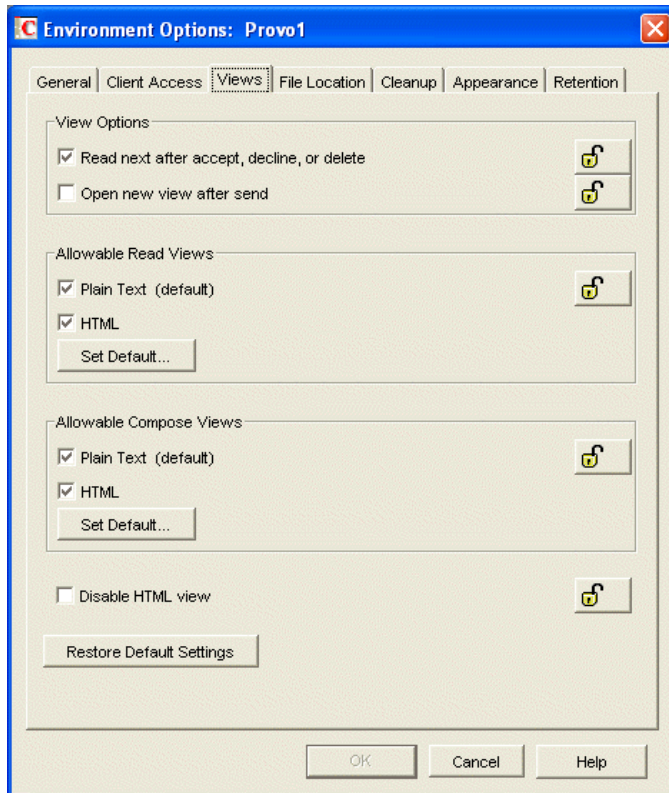 C Environment Options: Provo1
General Client Access Views File Location Cleanup Appearance Retention
View Options
Read next after accept, decline, or delete
Open new view after send
Allowable Read Views
Plain Text (default)
HTML
Set Default...
Allowable Compose Views
Plain Text (default)
HTML
Set Default...
Disable HTML view
Restore Default Settings
OK Cancel Help